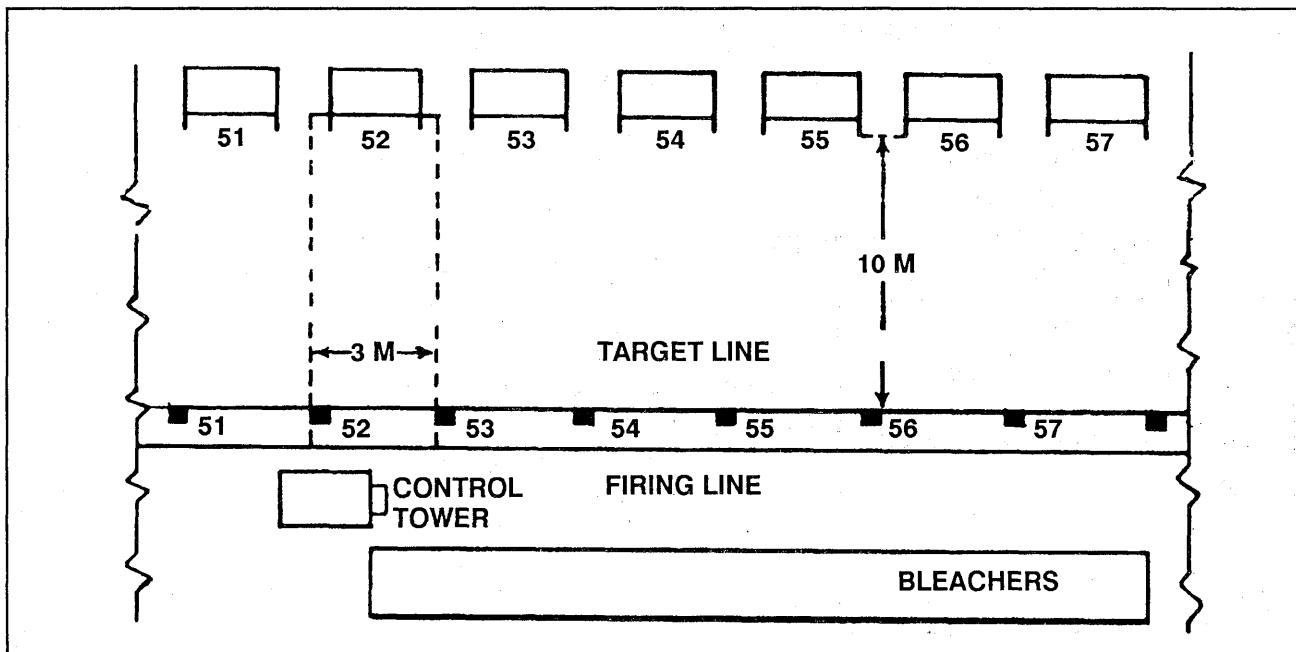 51 52 53 54 55 56 57
10 M
3 M
TARGET LINE
51 52 53 54 55 56 57
CONTROL
TOWER
FIRING LINE
BLEACHERS